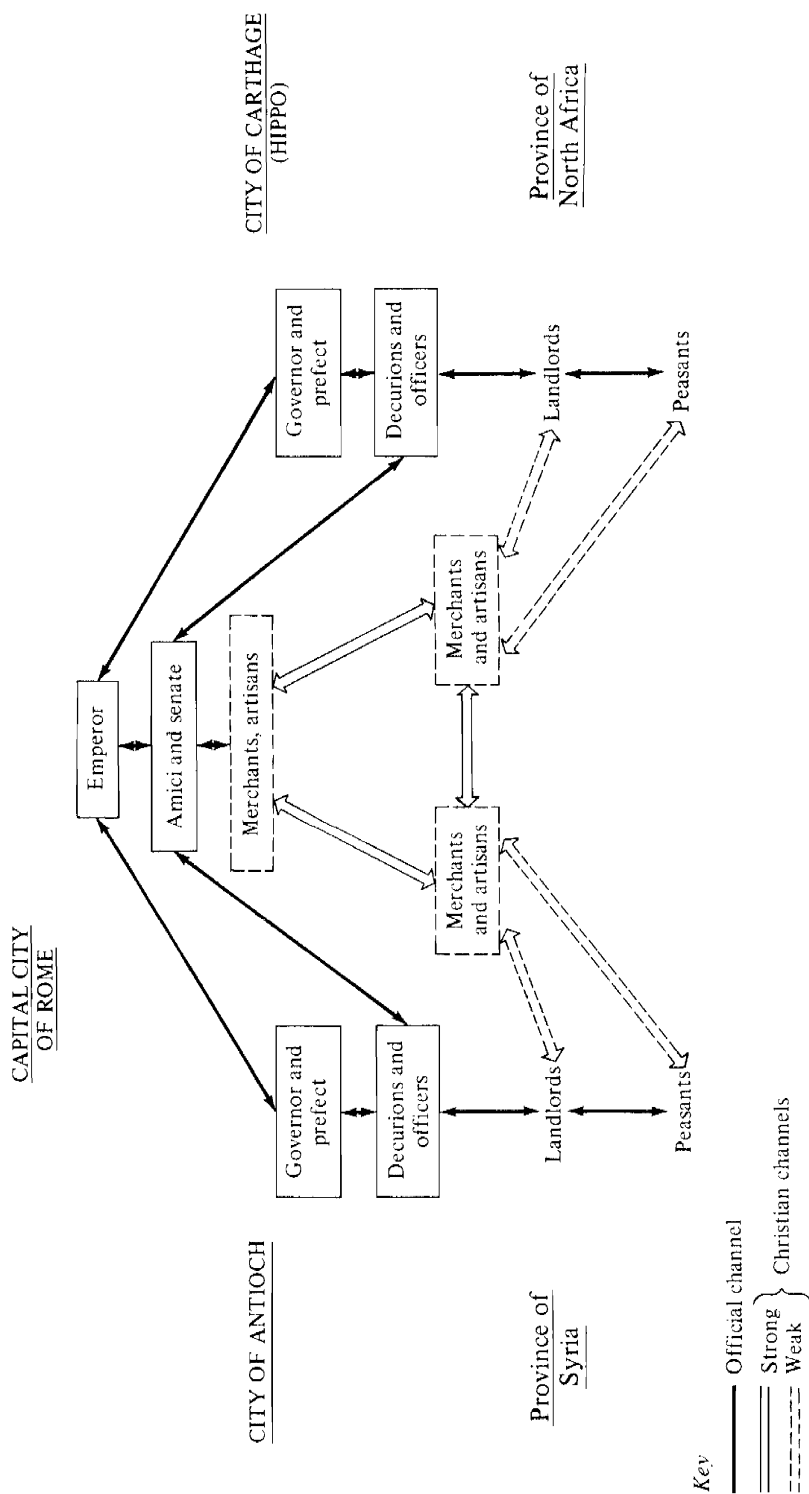 CAPITAL CITY
OF ROME
Emperor
Amici and senate
Merchants, artisans
CITY OF ANTIOCH
Governor and
prefect
Decurions and
officers
CITY OF CARTHAGE
(HIPPO)
Governor and
prefect
Decurions and
officers
Merchants
and artisans
Merchants
and artisans
Province of
Syria
Landlords
Peasants
Province of
North Africa
Landlords
Peasants
Key
Official channel
Strong
Weak
Christian channels